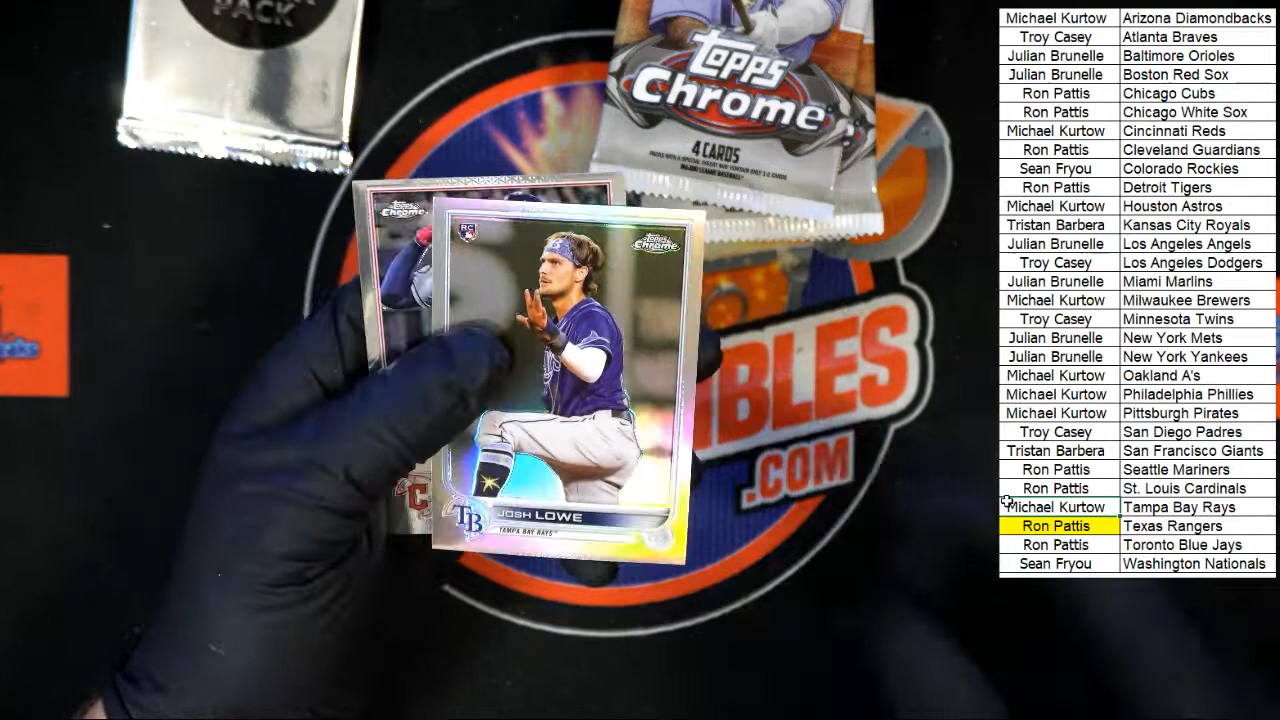 PACK
Topps
Chrome
4 CARDS
MAJOR LEAGUE BASEBALL
Topps
Chrome
RC
Topps
Chrome
TB
JOSH LOWE
TAMPA BAY RAYS
IBLES
.COM
Michael Kurtow Arizona Diamondbacks
Troy Casey Atlanta Braves
Julian Brunelle Baltimore Orioles
Julian Brunelle Boston Red Sox
Ron Pattis Chicago Cubs
Ron Pattis Chicago White Sox
Michael Kurtow Cincinnati Reds
Ron Pattis Cleveland Guardians
Sean Fryou Colorado Rockies
Ron Pattis Detroit Tigers
Michael Kurtow Houston Astros
Tristan Barbera Kansas City Royals
Julian Brunelle Los Angeles Angels
Troy Casey Los Angeles Dodgers
Julian Brunelle Miami Marlins
Michael Kurtow Milwaukee Brewers
Troy Casey Minnesota Twins
Julian Brunelle New York Mets
Julian Brunelle New York Yankees
Michael Kurtow Oakland A's
Michael Kurtow Philadelphia Phillies
Michael Kurtow Pittsburgh Pirates
Troy Casey San Diego Padres
Tristan Barbera San Francisco Giants
Ron Pattis Seattle Mariners
Ron Pattis St. Louis Cardinals
Michael Kurtow Tampa Bay Rays
Ron Pattis Texas Rangers
Ron Pattis Toronto Blue Jays
Sean Fryou Washington Nationals